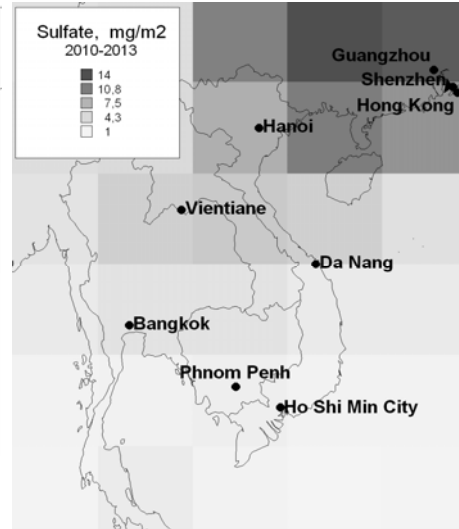 Sulfate, mg/m2
2010-2013
14
10,8
7,5
4,3
1
Guangzhou
Shenzhen
Hong Kong
Hanoi
Vientiane
Da Nang
Bangkok
Phnom Penh
Ho Shi Min City